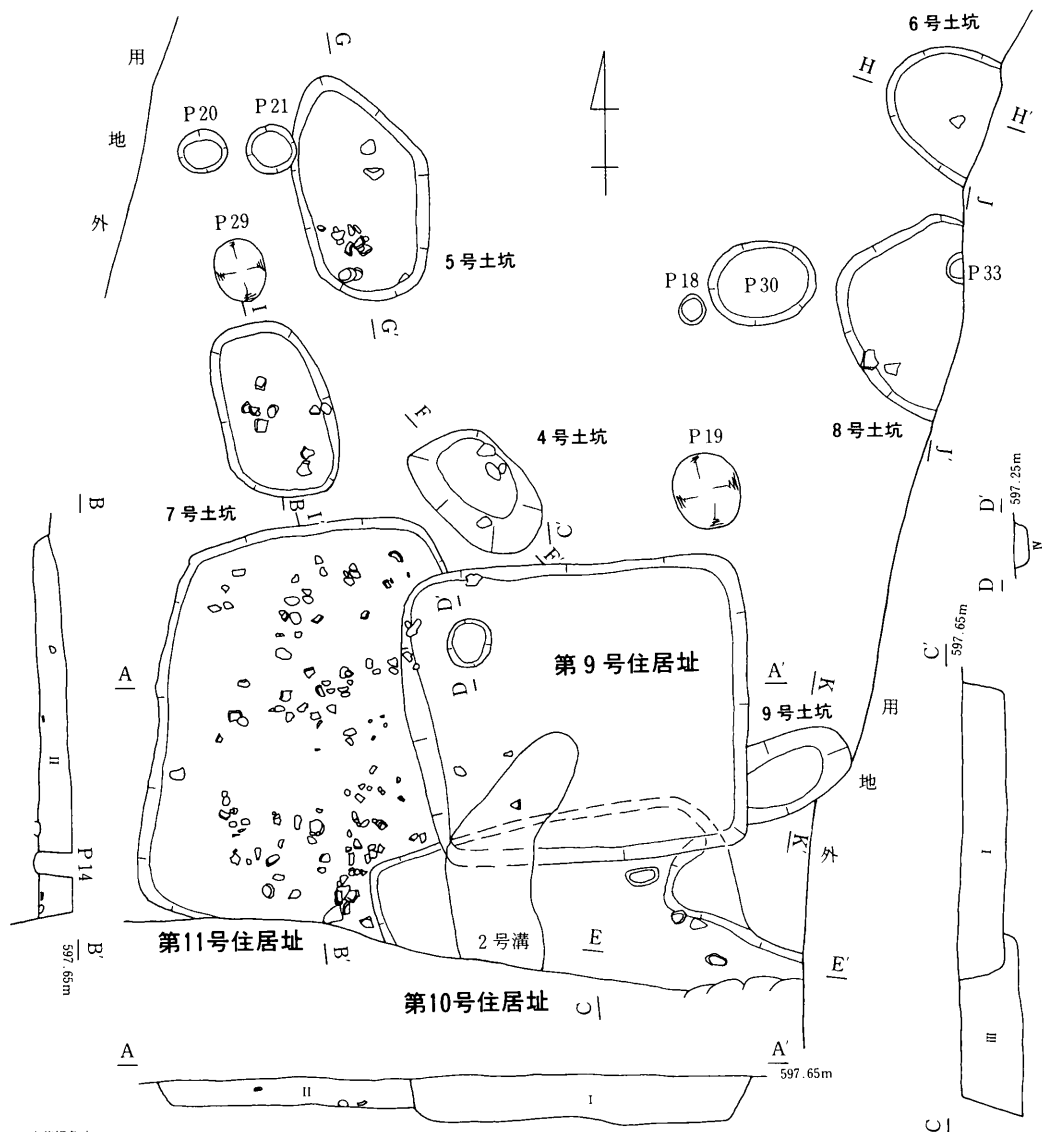 6号土坑
用地外
G
H
P20
P21
H'
J
P29
5号土坑
P18
P30
P33
I
G'
F
4号土坑
P19
8号土坑
J'
7号土坑
B
I'
C'
F'
B
D'
597.25m
N
D
D'
D
A
第9号住居址
A'
K
9号土坑
用地外
C'
597.65m
II
P14
K'
I
第11号住居址
B'
2号溝
E
E'
B'
597.65m
第10号住居址
C
III
A
A'
597.65m
II
I
C